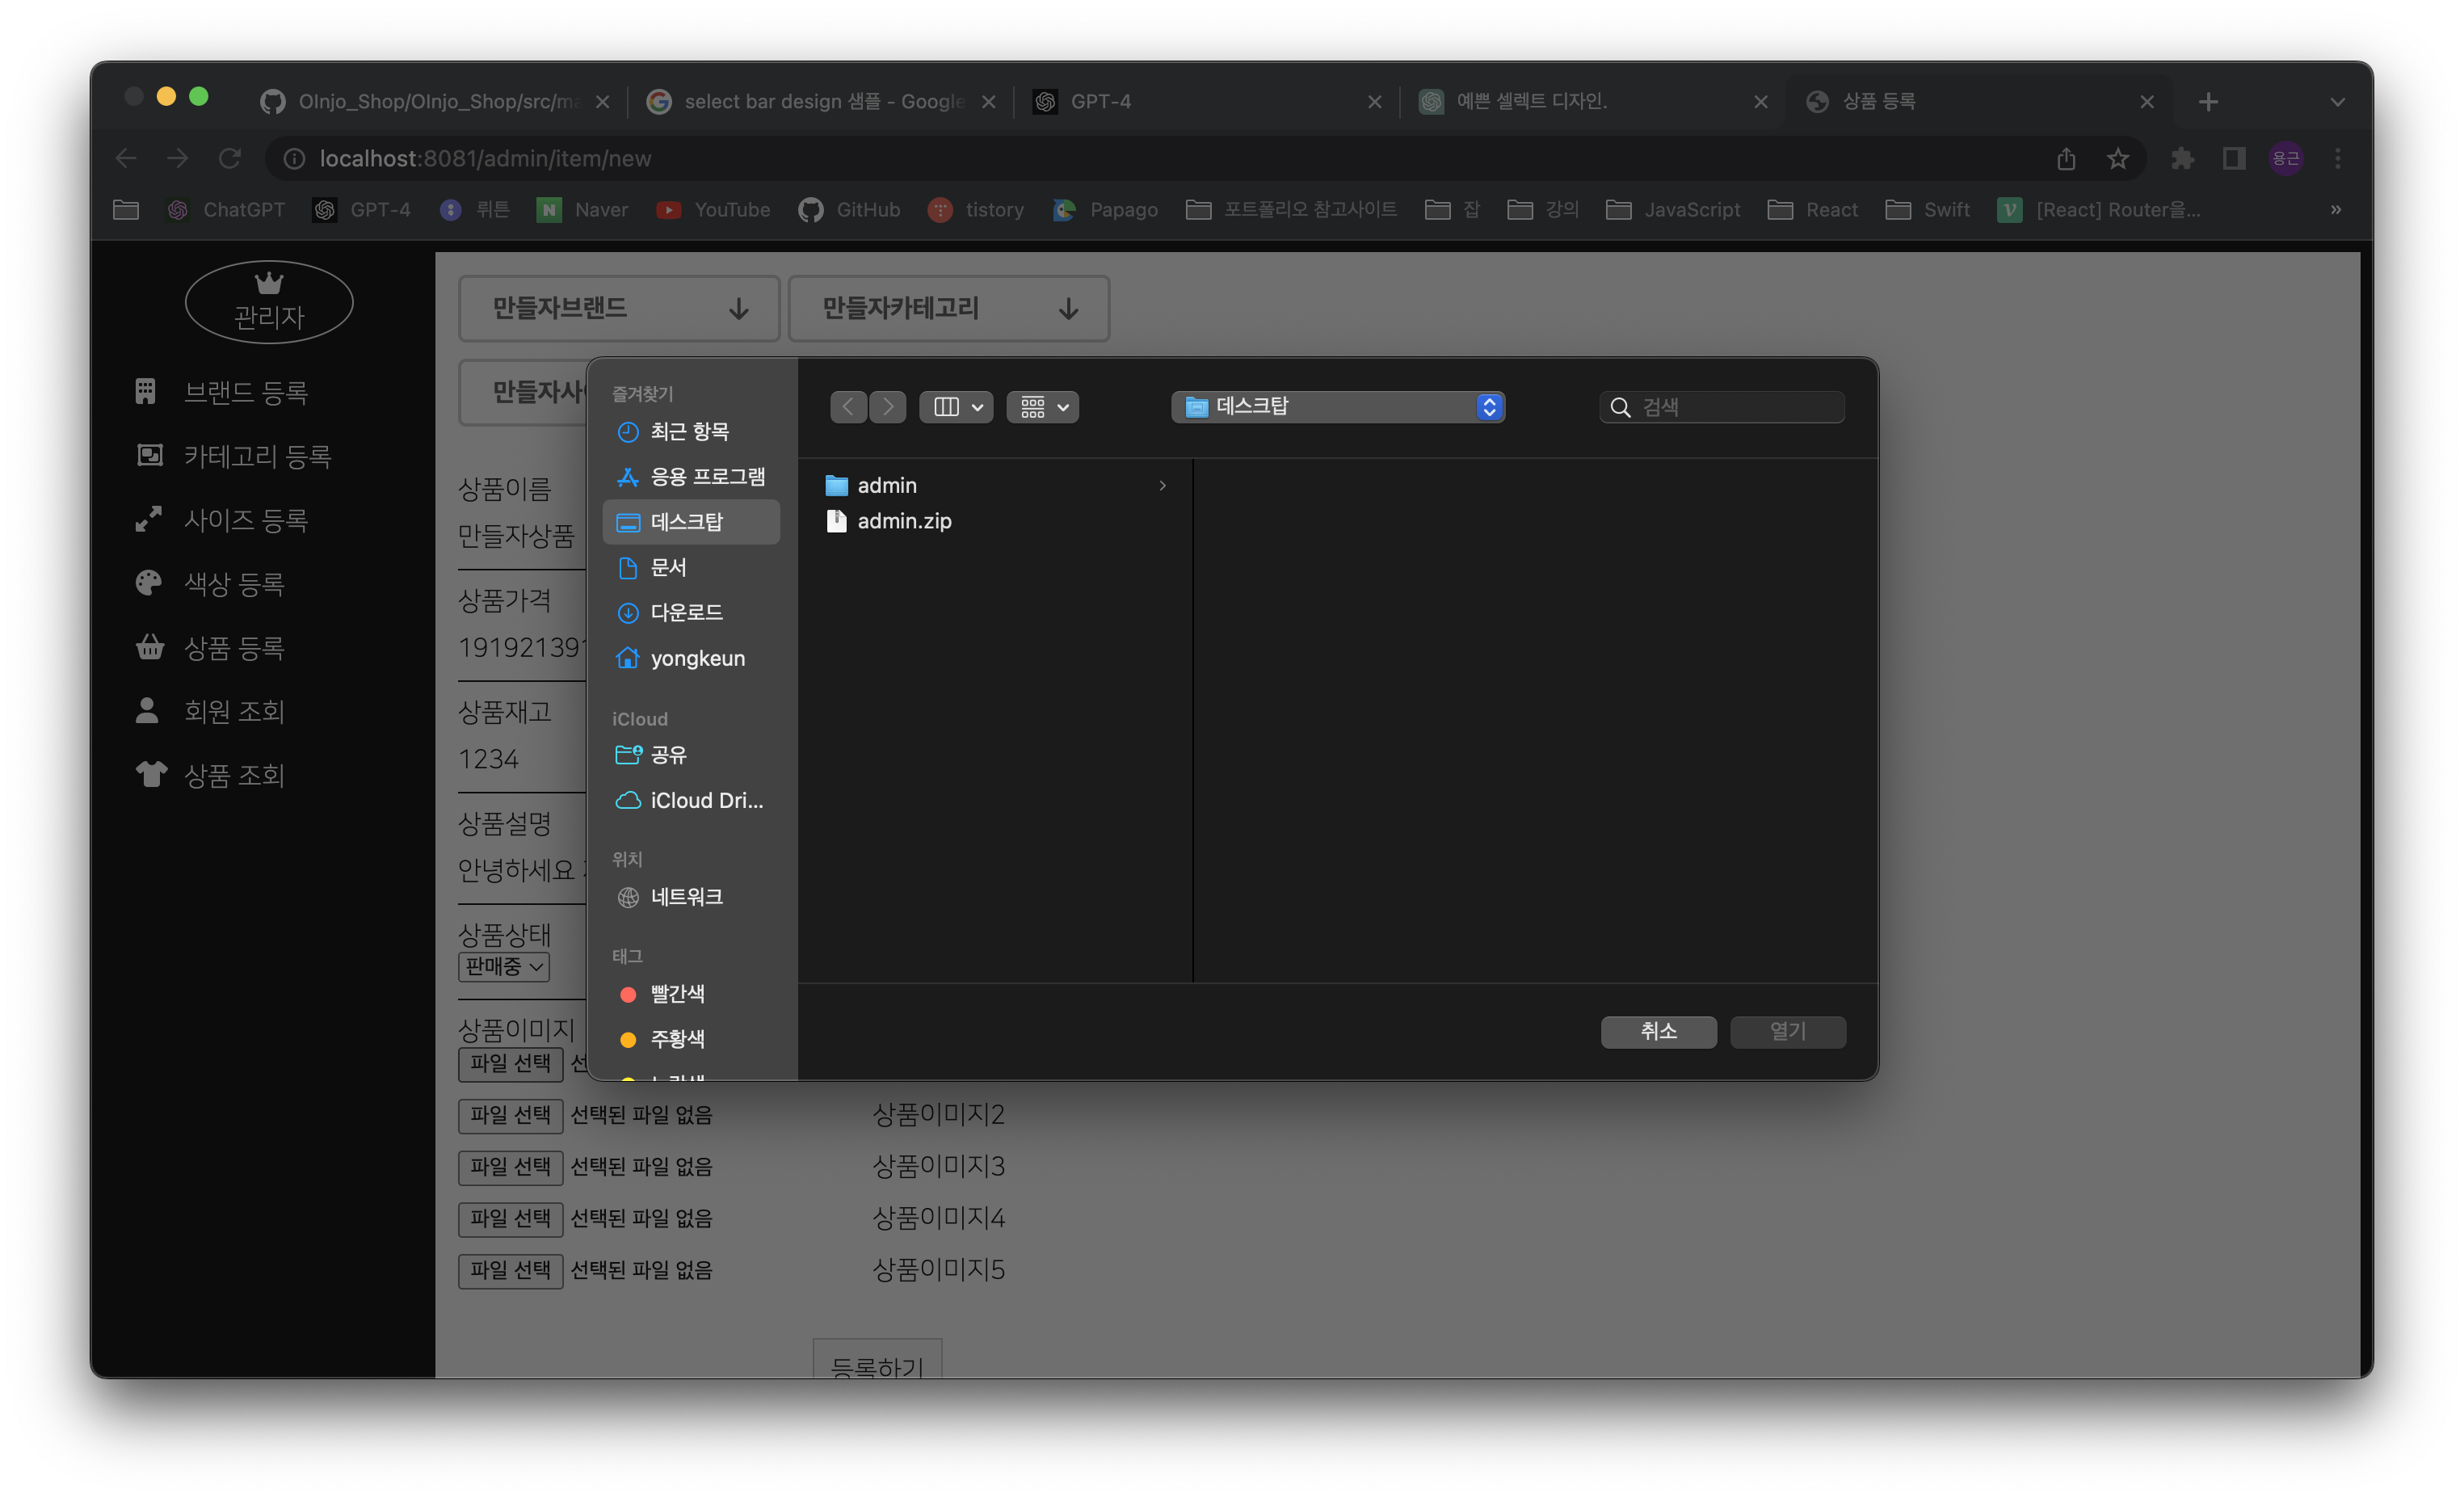 OInjo_Shop/OInjo_Shop/src/ma
select bar design 샘플 - Google
GPT-4
예쁜 셀렉트 디자인.
상품 등록
localhost:8081/admin/item/new
용근
ChatGPT
GPT-4
뤼튼
Naver
YouTube
GitHub
tistory
Papago
포트폴리오 참고사이트
잡
강의
JavaScript
React
Swift
[React] Router을...
»
관리자
브랜드 등록
카테고리 등록
사이즈 등록
색상 등록
상품 등록
회원 조회
상품 조회
만들자브랜드
만들자카테고리
만들자사
상품이름
만들자상품
상품가격
19192139
상품재고
1234
상품설명
안녕하세요
상품상태
판매중
상품이미지
파일 선택 선
파일 선택 선택된 파일 없음 상품이미지2
파일 선택 선택된 파일 없음 상품이미지3
파일 선택 선택된 파일 없음 상품이미지4
파일 선택 선택된 파일 없음 상품이미지5
등록하기
즐겨찾기
최근 항목
응용 프로그램
데스크탑
문서
다운로드
yongkeun
iCloud
공유
iCloud Dri...
위치
네트워크
태그
빨간색
주황색
데스크탑
검색
admin
admin.zip
취소
열기